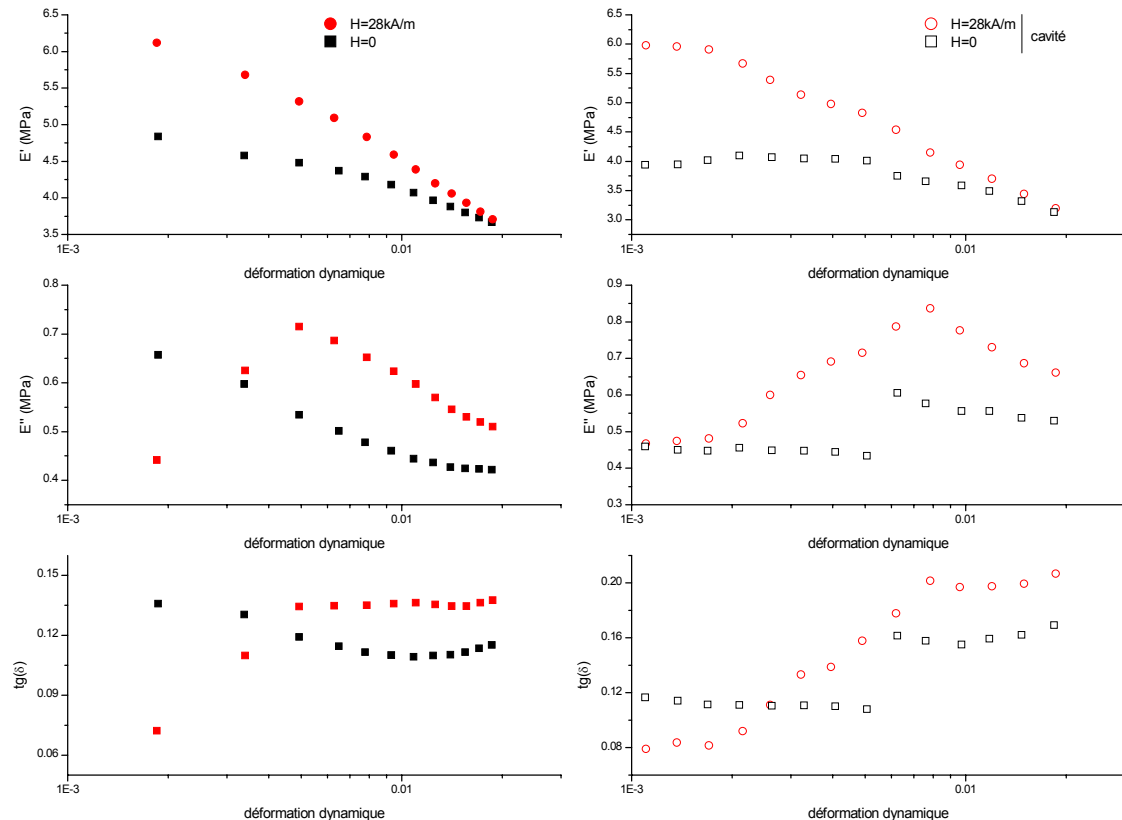 H=28kA/m
H=0
6.5
6.0
5.5
5.0
4.5
4.0
3.5
E' (MPa)
1E-3
0.01
déformation dynamique
H=28kA/m
H=0
cavité
6.5
6.0
5.5
5.0
4.5
4.0
3.5
3.0
E' (MPa)
1E-3
0.01
déformation dynamique
0.8
0.7
0.6
0.5
0.4
E'' (MPa)
1E-3
0.01
déformation dynamique
0.9
0.8
0.7
0.6
0.5
0.4
0.3
E'' (MPa)
1E-3
0.01
déformation dynamique
0.15
0.12
0.09
0.06
tg(δ)
1E-3
0.01
déformation dynamique
0.20
0.16
0.12
0.08
tg(δ)
1E-3
0.01
déformation dynamique